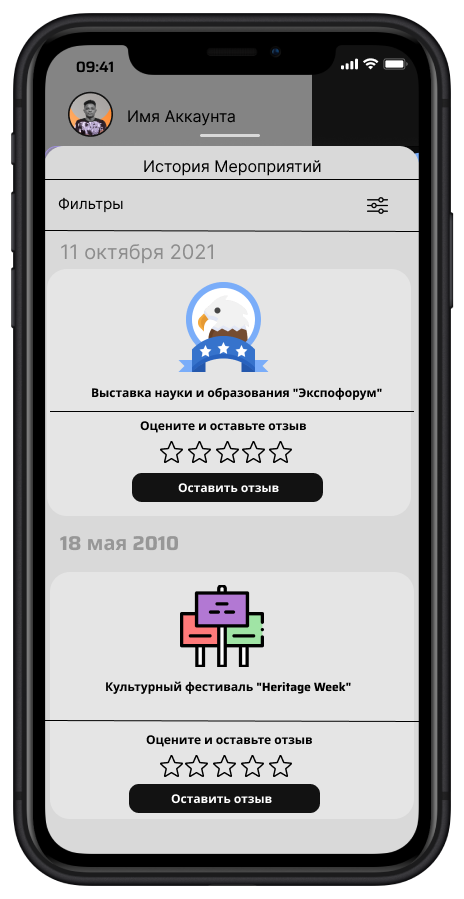 09:41
Имя Аккаунта
История Мероприятий
Фильтры
11 октября 2021
Выставка науки и образования "Экспофорум"
Оцените и оставьте отзыв
Оставить отзыв
18 мая 2010
Культурный фестиваль "Heritage Week"
Оцените и оставьте отзыв
Оставить отзыв